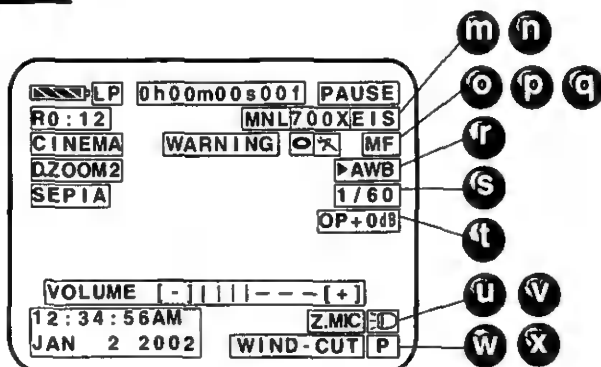 m n
LP 0h00m00s00f PAUSE
R0:12 MNL 700X EIS
o p q
CINEMA WARNING MF
D.ZOOM2 ▶AWB
r
SEPIA 1/60
s
OP+0dB
t
VOLUME [-]||||---[+]
u v
12:34:56AM Z.MIC
JAN 2 2002 WIND-CUT P
w x